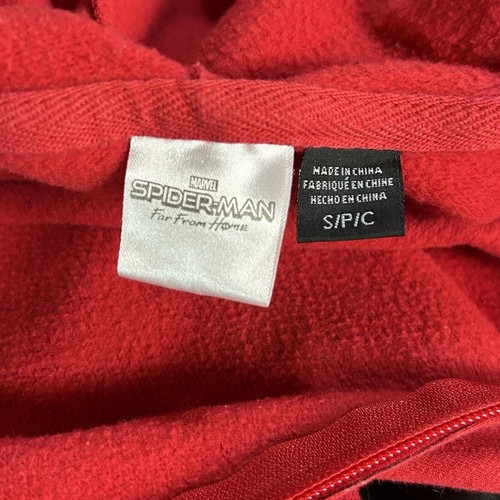 MARVEL
SPIDER-MAN
Far From Home
MADE IN CHINA
FABRIQUÉ EN CHINE
HECHO EN CHINA
S/P/C